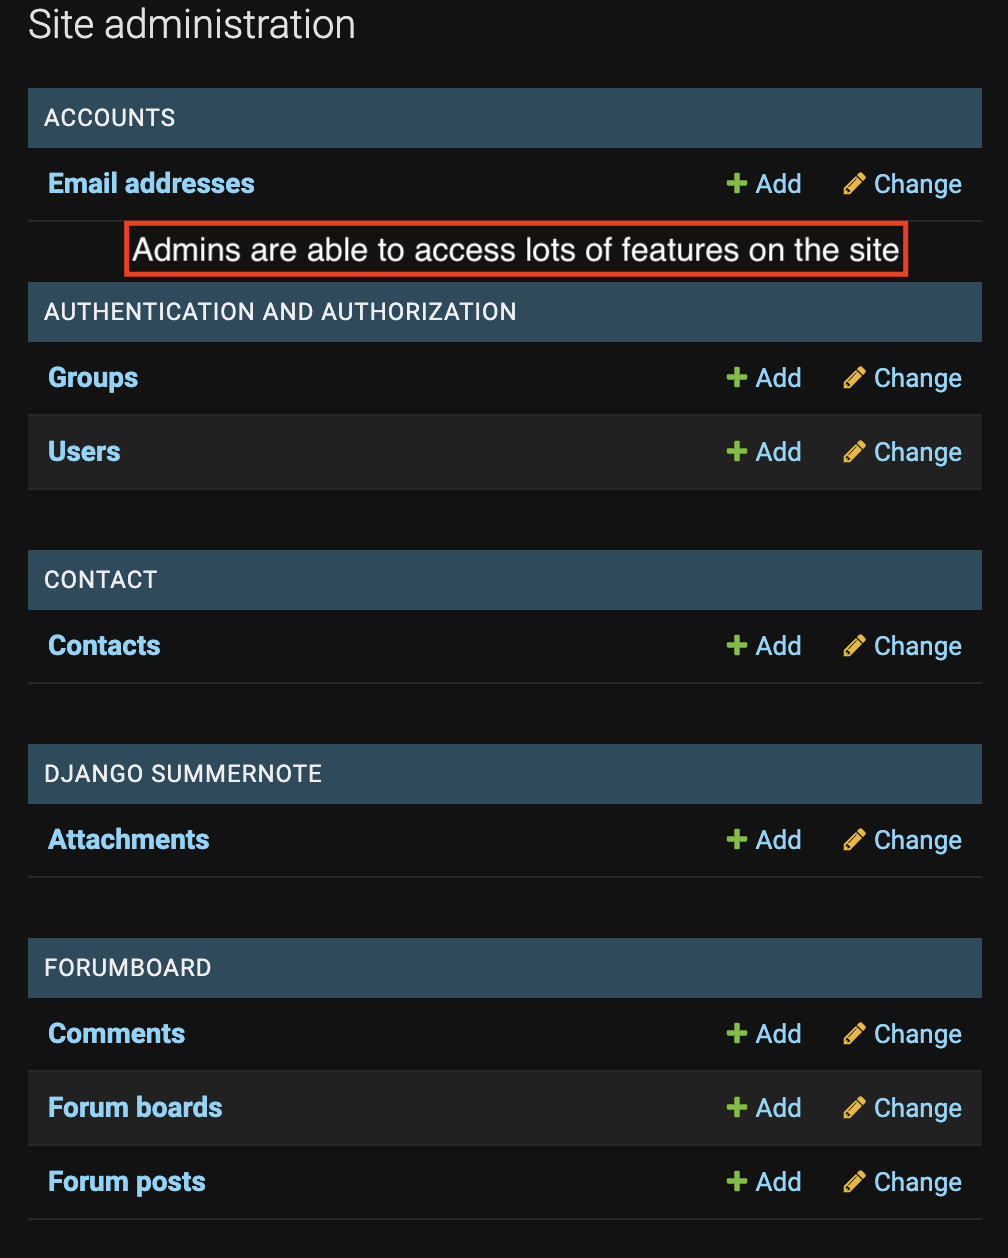 Site administration
ACCOUNTS
Email addresses Add Change
Admins are able to access lots of features on the site
AUTHENTICATION AND AUTHORIZATION
Groups Add Change
Users Add Change
CONTACT
Contacts Add Change
DJANGO SUMMERNOTE
Attachments Add Change
FORUMBOARD
Comments Add Change
Forum boards Add Change
Forum posts Add Change